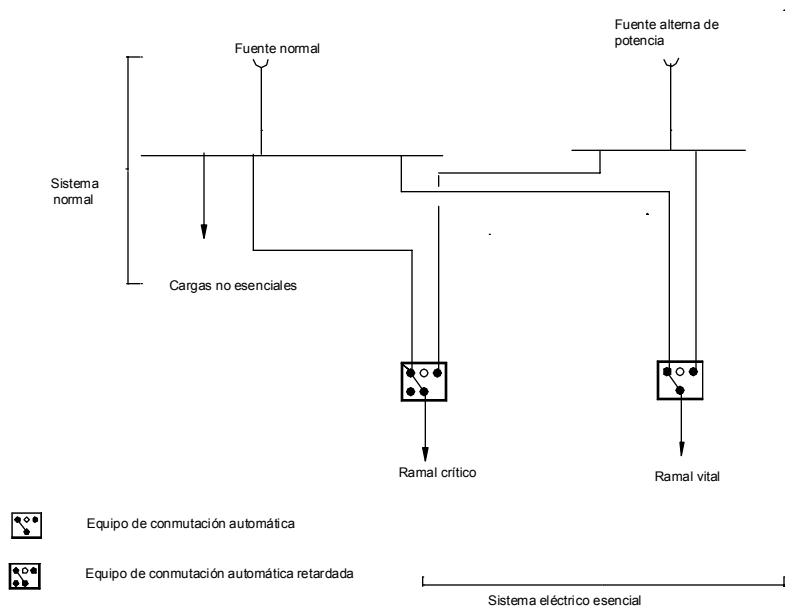 Fuente normal
Fuente alterna de
potencia
Sistema
normal
Cargas no esenciales
Ramal crítico
Ramal vital
Equipo de conmutación automática
Equipo de conmutación automática retardada
Sistema eléctrico esencial